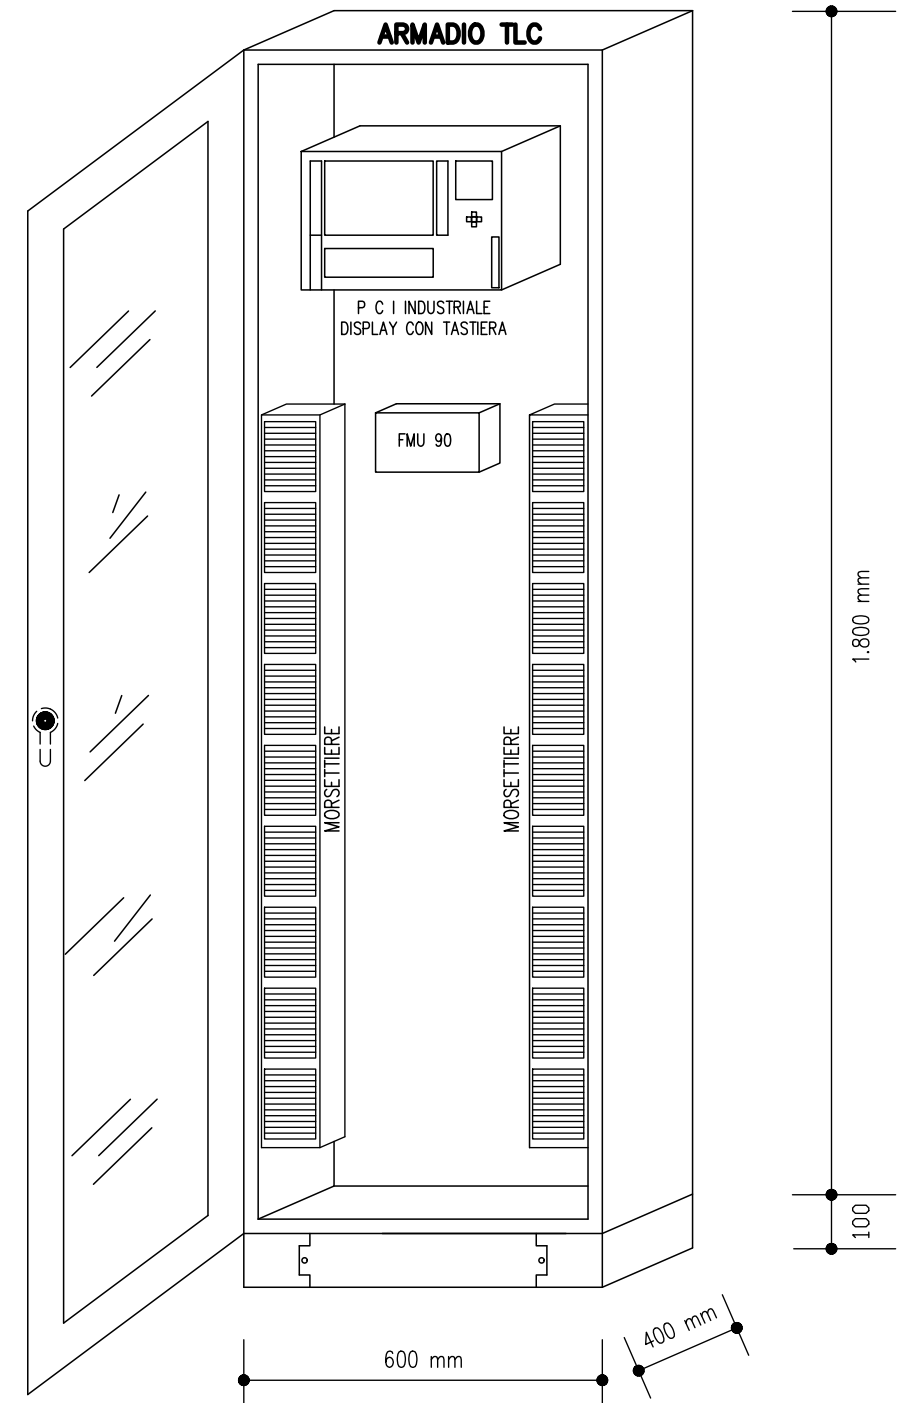 ARMADIO TLC
P C I INDUSTRIALE
DISPLAY CON TASTIERA
FMU 90
MORSETTIERE
MORSETTIERE
1.800 mm
100
400 mm
600 mm